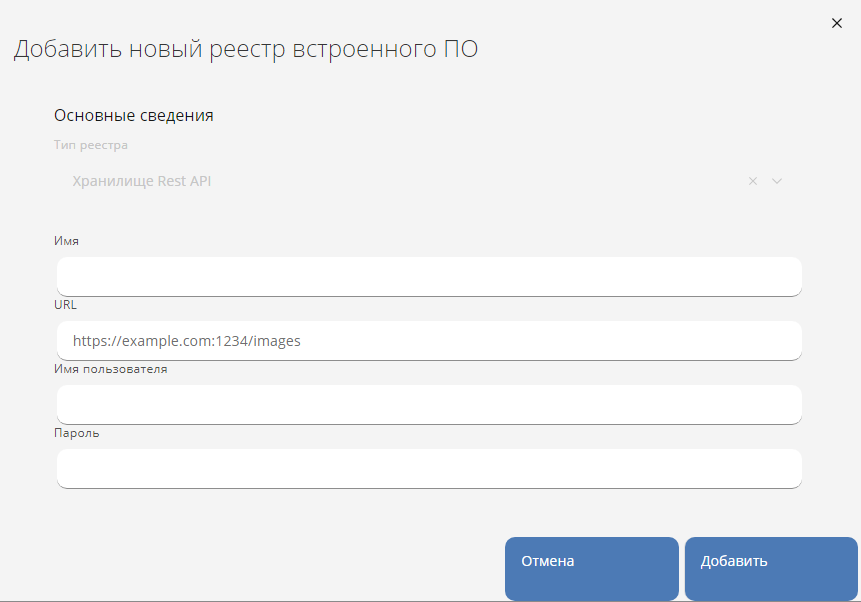 Добавить новый реестр встроенного ПО
Основные сведения
Тип реестра
Хранилище Rest API
Имя
URL
https://example.com:1234/images
Имя пользователя
Пароль
Отмена
Добавить